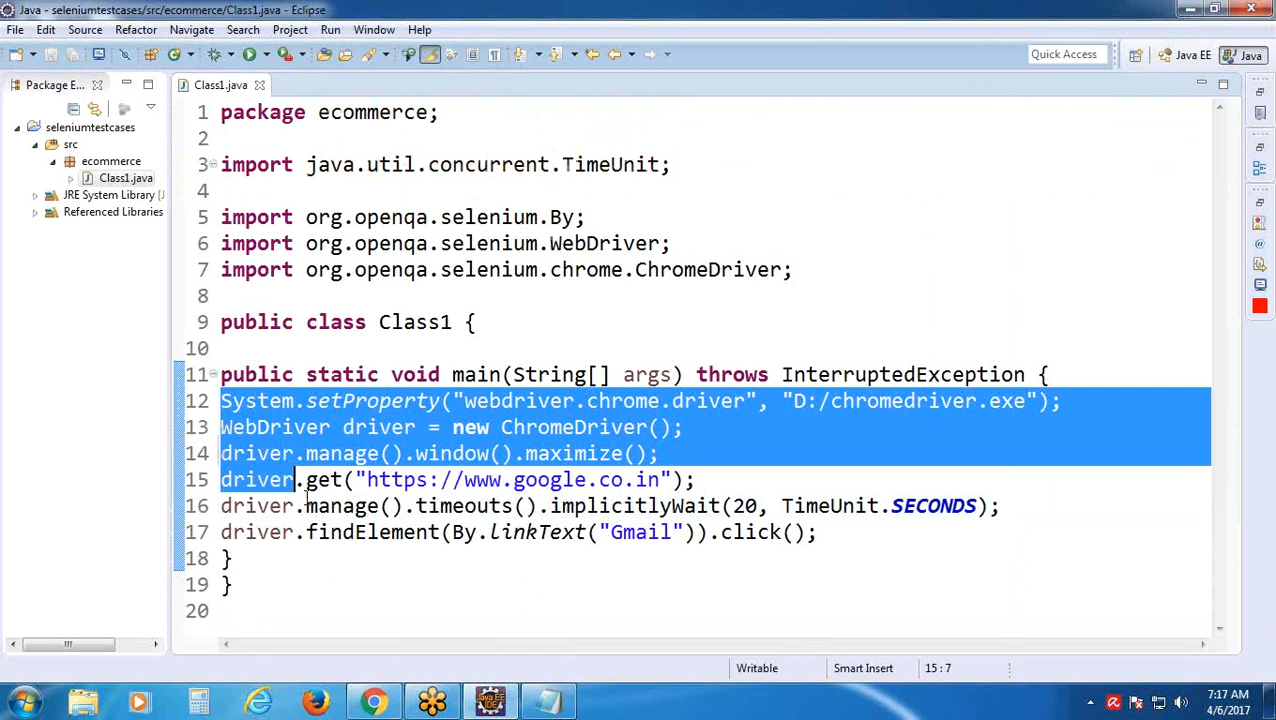 Java - seleniumtestcases/src/ecommerce/Class1.java - Eclipse
File Edit Source Refactor Navigate Search Project Run Window Help
Quick Access
Java EE
Java
Package E...
Class1.java
seleniumtestcases
src
ecommerce
Class1.java
JRE System Library [J
Referenced Libraries
1 package ecommerce;
2
3 import java.util.concurrent.TimeUnit;
4
5 import org.openqa.selenium.By;
6 import org.openqa.selenium.WebDriver;
7 import org.openqa.selenium.chrome.ChromeDriver;
8
9 public class Class1 {
10
11 public static void main(String[] args) throws InterruptedException {
12 System.setProperty("webdriver.chrome.driver", "D:/chromedriver.exe");
13 WebDriver driver = new ChromeDriver();
14 driver.manage().window().maximize();
15 driver.get("https://www.google.co.in");
16 driver.manage().timeouts().implicitlyWait(20, TimeUnit.SECONDS);
17 driver.findElement(By.linkText("Gmail")).click();
18 }
19 }
20
Writable Smart Insert 15 : 7
Java EE
IDE
7:17 AM
4/6/2017